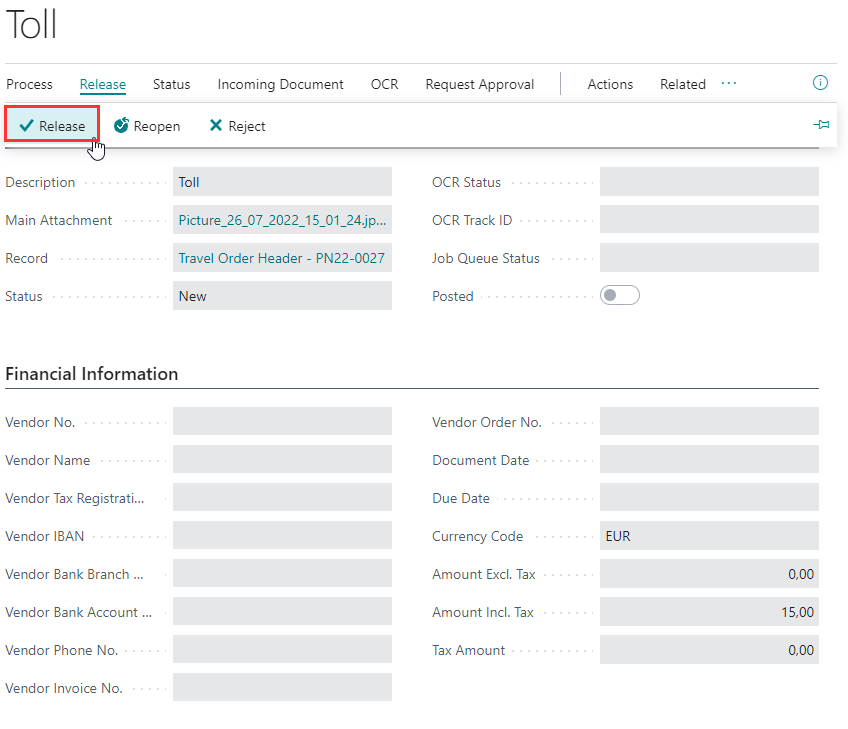 Toll
Process Release Status Incoming Document OCR Request Approval Actions Related ···
Release Reopen Reject
Description Toll OCR Status
Main Attachment Picture_26_07_2022_15_01_24.jp... OCR Track ID
Record Travel Order Header - PN22-0027 Job Queue Status
Status New Posted
Financial Information
Vendor No. Vendor Order No.
Vendor Name Document Date
Vendor Tax Registrati... Due Date
Vendor IBAN Currency Code EUR
Vendor Bank Branch ... Amount Excl. Tax 0,00
Vendor Bank Account ... Amount Incl. Tax 15,00
Vendor Phone No. Tax Amount 0,00
Vendor Invoice No.